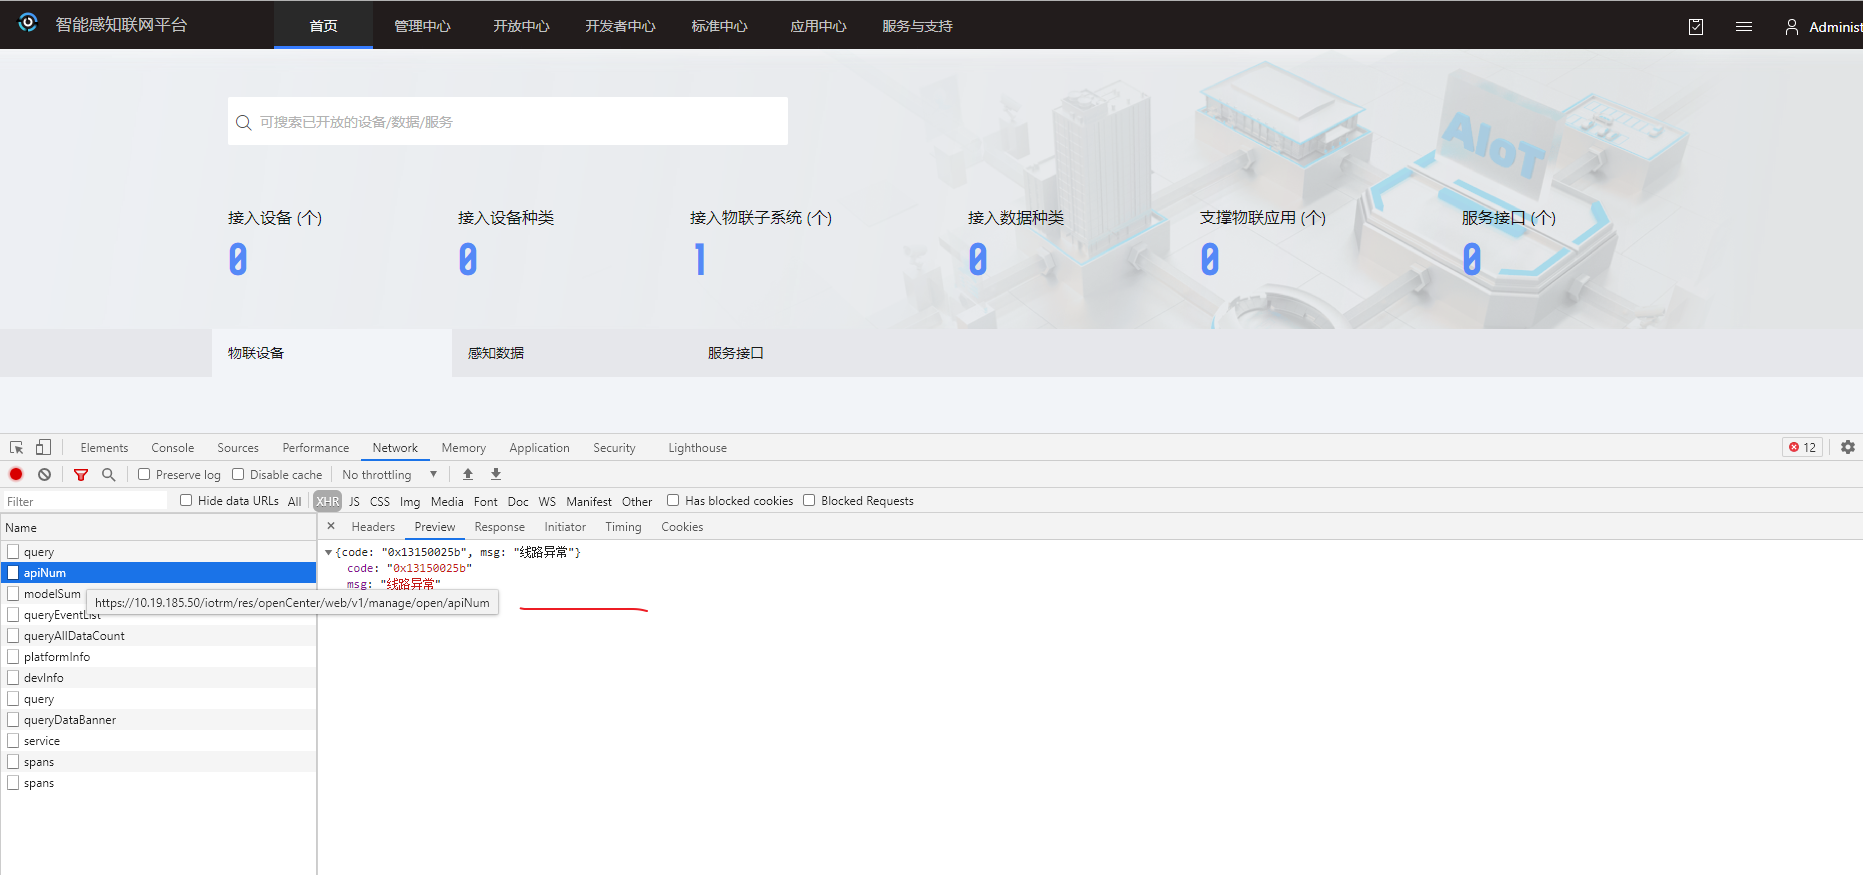 智能感知联网平台 首页 管理中心 开放中心 开发者中心 标准中心 应用中心 服务与支持 Administ
可搜索已开放的设备/数据/服务
AIoT
接入设备 (个) 接入设备种类 接入物联子系统 (个) 接入数据种类 支撑物联应用 (个) 服务接口 (个)
0 0 1 0 0 0
物联设备 感知数据 服务接口
Elements Console Sources Performance Network Memory Application Security Lighthouse 12
Preserve log Disable cache No throttling
Filter Hide data URLs All XHR JS CSS Img Media Font Doc WS Manifest Other Has blocked cookies Blocked Requests
Name × Headers Preview Response Initiator Timing Cookies
query
{code: "0x13150025b", msg: "线路异常"}
apiNum
code: "0x13150025b"
modelSum
msg: "线路异常"
https://10.19.185.50/iotrm/res/openCenter/web/v1/manage/open/apiNum
queryEventList
queryAllDataCount
platformInfo
devInfo
query
queryDataBanner
service
spans
spans